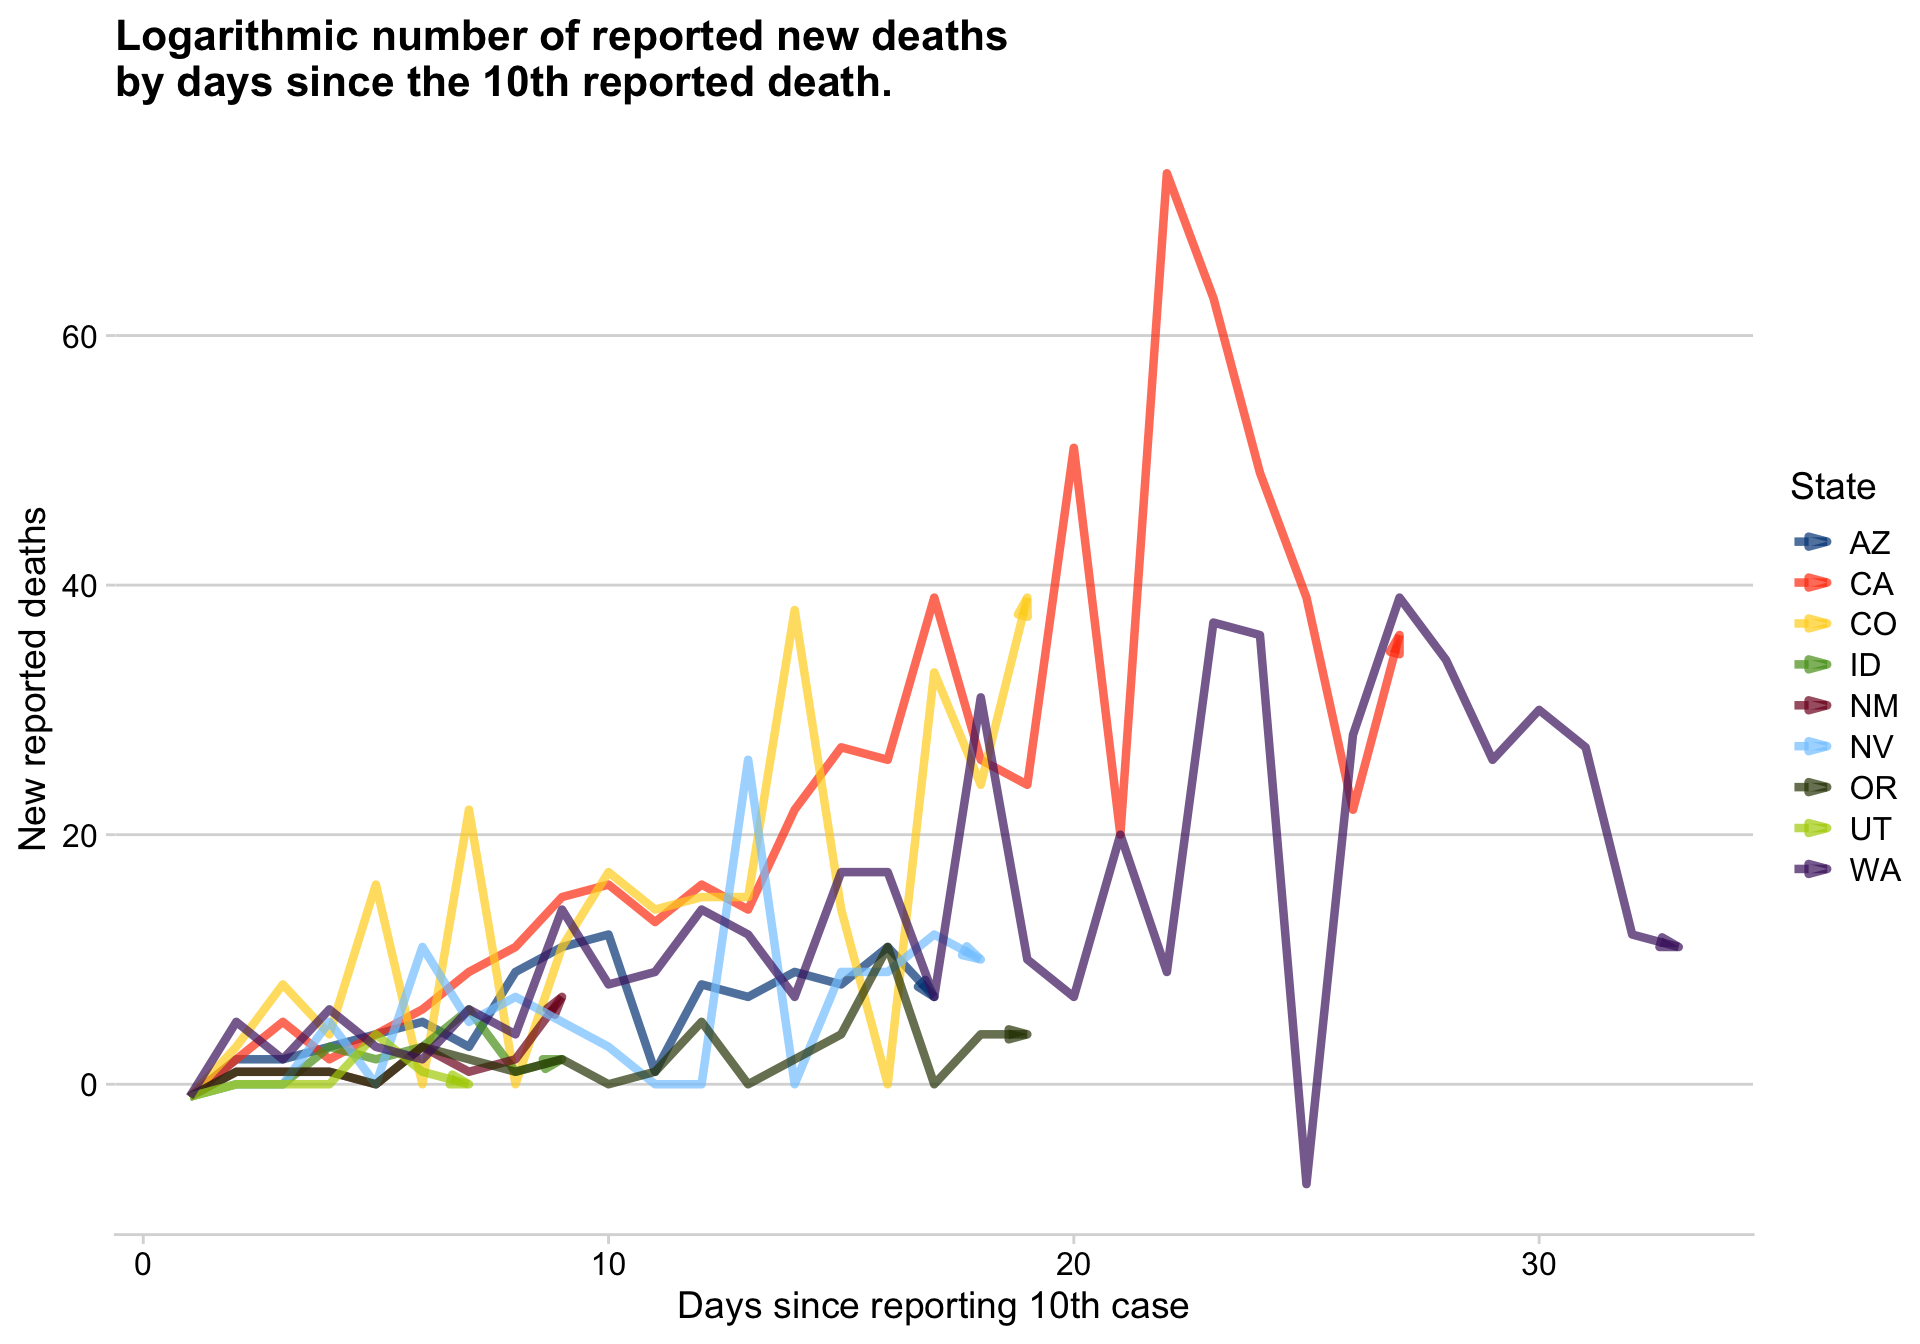 Logarithmic number of reported new deaths
by days since the 10th reported death.
New reported deaths
60
40
20
0
0
10
20
30
Days since reporting 10th case
State
AZ
CA
CO
ID
NM
NV
OR
UT
WA